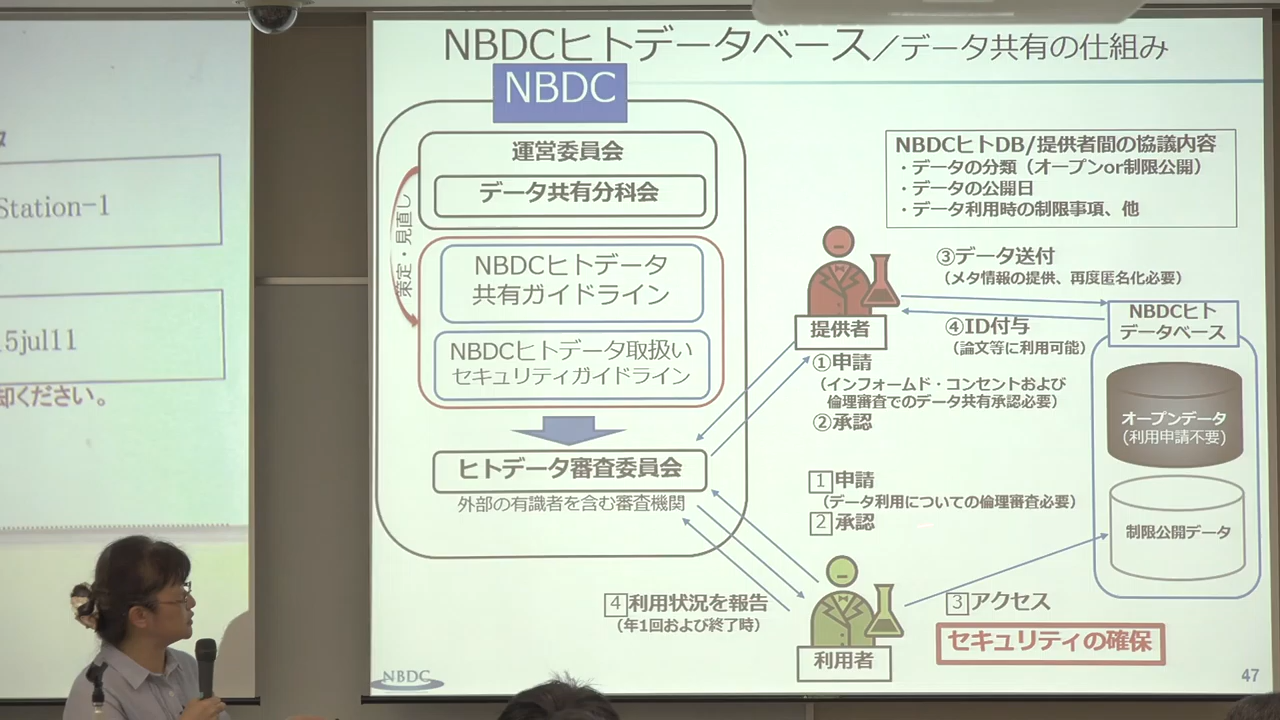 NBDCヒトデータベース／データ共有の仕組み
NBDC
運営委員会
データ共有分科会
策定・見直し
NBDCヒトデータ
共有ガイドライン
NBDCヒトデータ取扱い
セキュリティガイドライン
ヒトデータ審査委員会
外部の有識者を含む審査機関
NBDCヒトDB/提供者間の協議内容
・データの分類（オープンor制限公開）
・データの公開日
・データ利用時の制限事項、他
③データ送付
（メタ情報の提供、再度匿名化必要）
提供者
④ID付与
（論文等に利用可能）
NBDCヒト
データベース
①申請
（インフォームド・コンセントおよび
倫理審査でのデータ共有承認必要）
②承認
オープンデータ
（利用申請不要）
1 申請
（データ利用についての倫理審査必要）
2 承認
制限公開データ
4 利用状況を報告
（年1回および終了時）
利用者
3 アクセス
セキュリティの確保
NBDC
47
Station-1
5jul11
却ください。